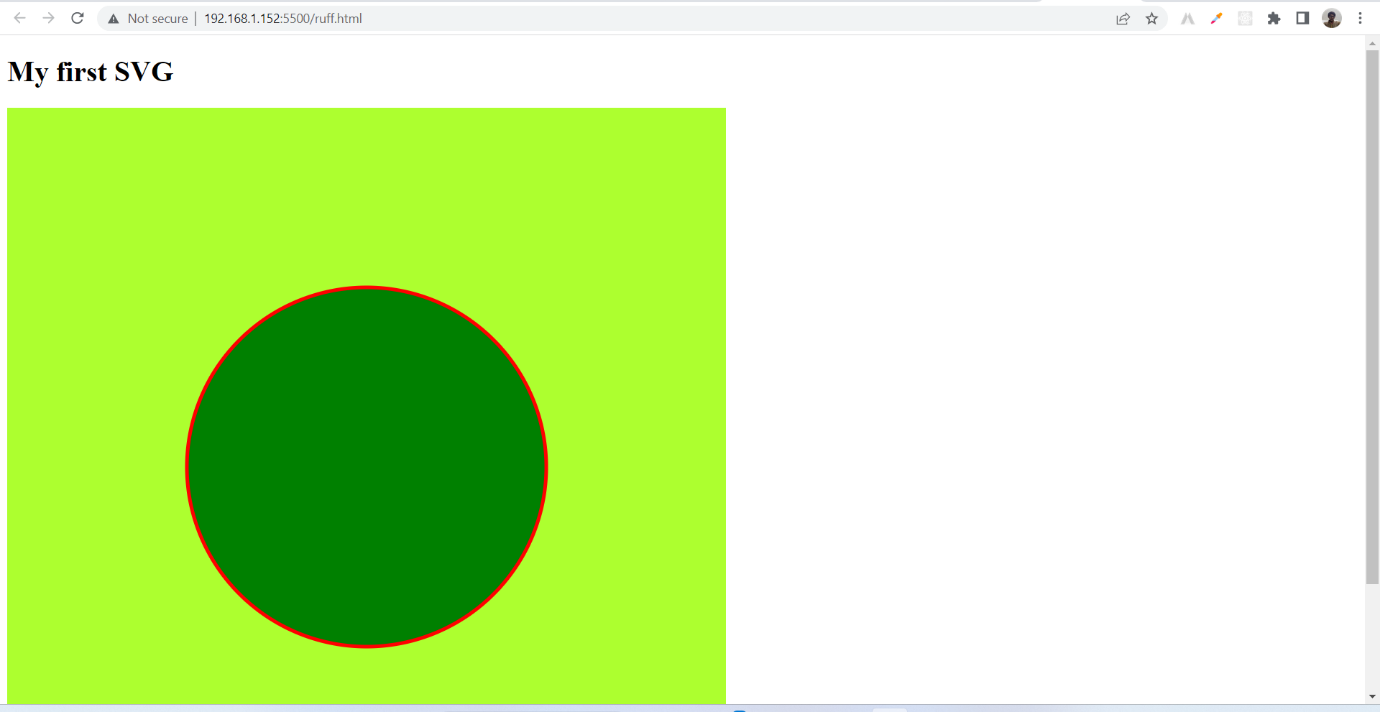 Not secure | 192.168.1.152:5500/ruff.html
My first SVG